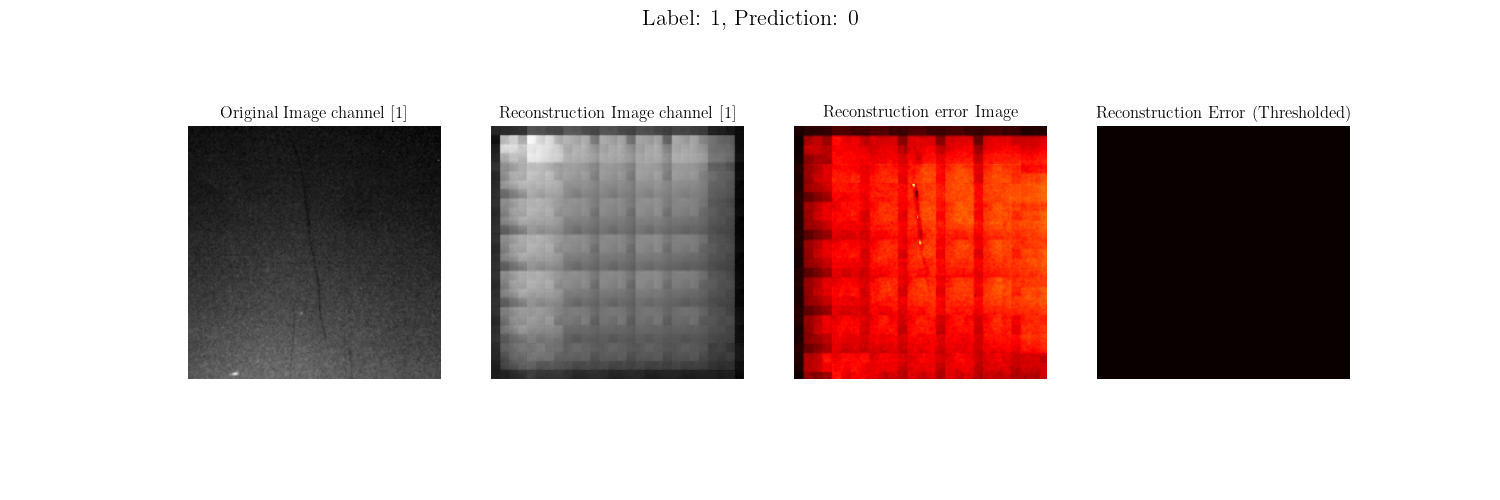 Label: 1, Prediction: 0
Original Image channel [1]
Reconstruction Image channel [1]
Reconstruction error Image
Reconstruction Error (Thresholded)